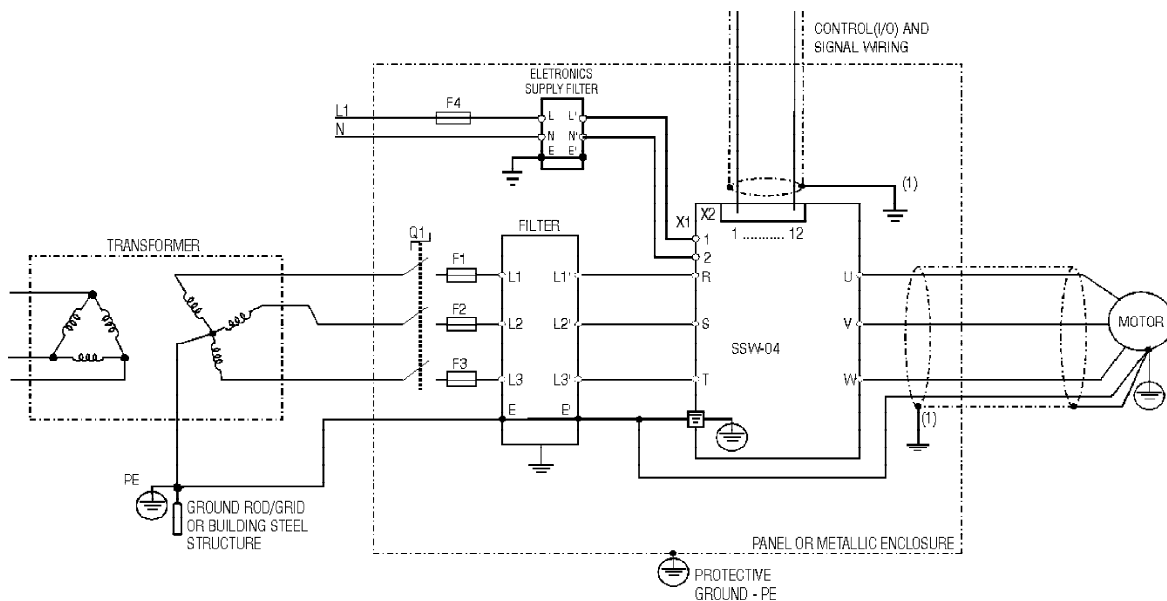 CONTROL(I/O) AND
SIGNAL WIRING
ELETRONICS
SUPPLY FILTER
L1
F4
L L'
N
N N'
E E'
(1)
X1
X2
1 ............ 12
1
2
TRANSFORMER
Q1
FILTER
F1
L1 L1'
R
U
F2
L2 L2'
S
V
MOTOR
SSW-04
F3
L3 L3'
T
W
E E'
(1)
PE
GROUND ROD/GRID
OR BUILDING STEEL
STRUCTURE
PANEL OR METALLIC ENCLOSURE
PROTECTIVE
GROUND - PE